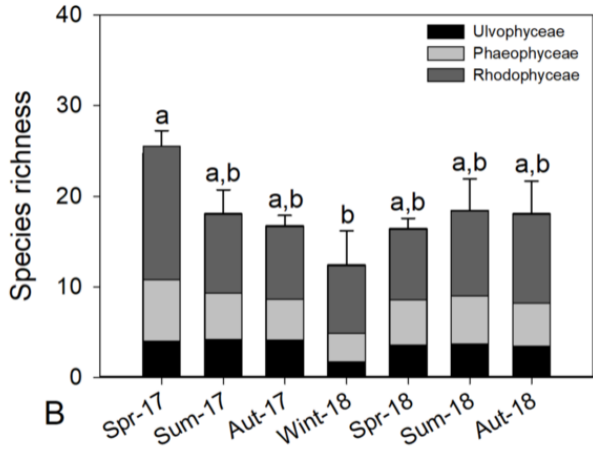 40
Ulvophyceae
Phaeophyceae
Rhodophyceae
30
Species richness
a
a,b
a,b
b
a,b
a,b
a,b
20
10
0
B
Spr-17
Sum-17
Aut-17
Wint-18
Spr-18
Sum-18
Aut-18